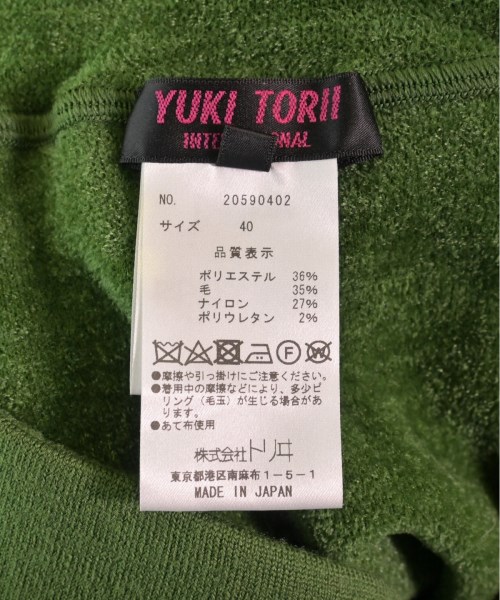 YUKI TORII
NO. 20590402
サイズ 40
品質表示
ポリエステル 36%
毛 35%
ナイロン 27%
ポリウレタン 2%
●摩擦や引っ掛けにご注意ください。
●着用中の摩擦などにより、多少ピ
リング(毛玉)が生じる場合があ
ります。
●あて布使用
株式会社トリヰ
東京都港区南麻布1-5-1
MADE IN JAPAN